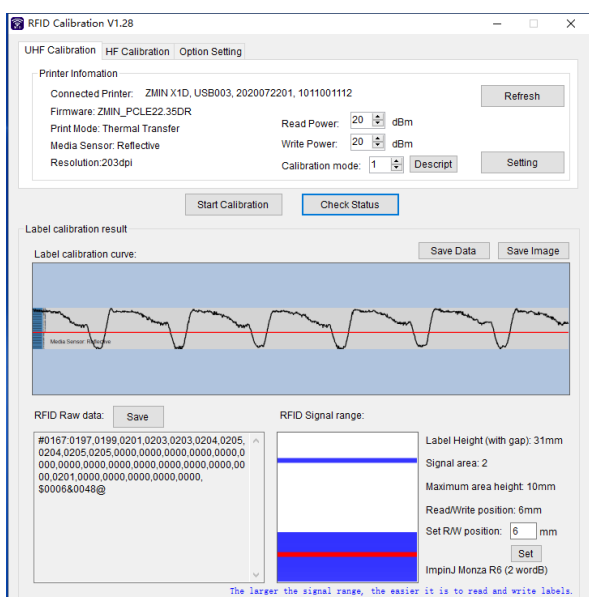 RFID Calibration V1.28
UHF Calibration HF Calibration Option Setting
Printer Infomation
Connected Printer: ZMIN X1D, USB003, 2020072201, 1011001112
Refresh
Firmware: ZMIN_PCLE22.35DR
Print Mode: Thermal Transfer
Read Power: 20 dBm
Media Sensor: Reflective
Write Power: 20 dBm
Resolution:203dpi
Calibration mode: 1 Descript
Setting
Start Calibration Check Status
Label calibration result
Label calibration curve:
Save Data Save Image
Media Sensor: Reflective
RFID Raw data: Save
RFID Signal range:
#0167:0197,0199,0201,0203,0203,0204,0205,
0204,0205,0205,0000,0000,0000,0000,0000,0
000,0000,0000,0000,0000,0000,0000,0000,00
00,0201,0000,0000,0000,0000,0000,
$0006&0048@
Label Height (with gap): 31mm
Signal area: 2
Maximum area height: 10mm
Read/Write position: 6mm
Set R/W position: 6 mm
Set
ImpinJ Monza R6 (2 wordB)
The larger the signal range, the easier it is to read and write labels.